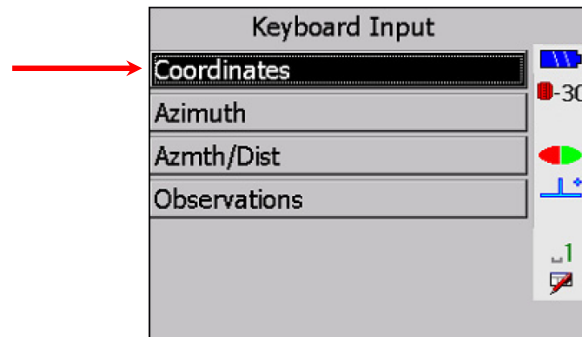 Keyboard Input
Coordinates
-30
Azimuth
Azmth/Dist
Observations
1